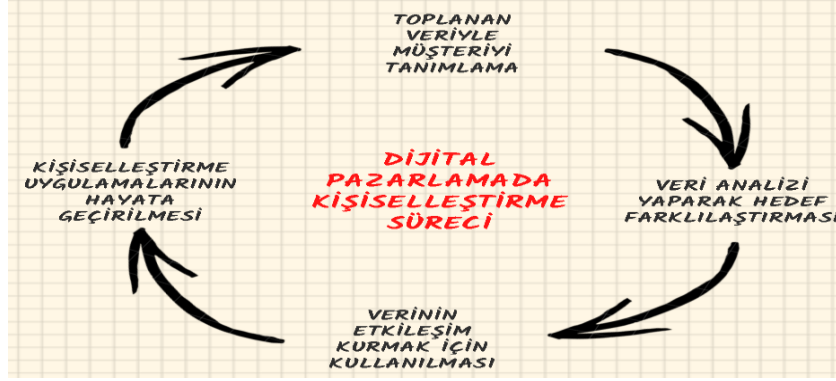 TOPLANAN
VERİYLE
MÜŞTERİYİ
TANIMLAMA
DİJİTAL
PAZARLAMADA
KİŞİSELLEŞTİRME
SÜRECİ
VERİ ANALİZİ
YAPARAK HEDEF
FARKLILAŞTIRMASI
VERİNİN
ETKİLEŞİM
KURMAK İÇİN
KULLANILMASI
KİŞİSELLEŞTİRME
UYGULAMALARININ
HAYATA
GEÇİRİLMESİ